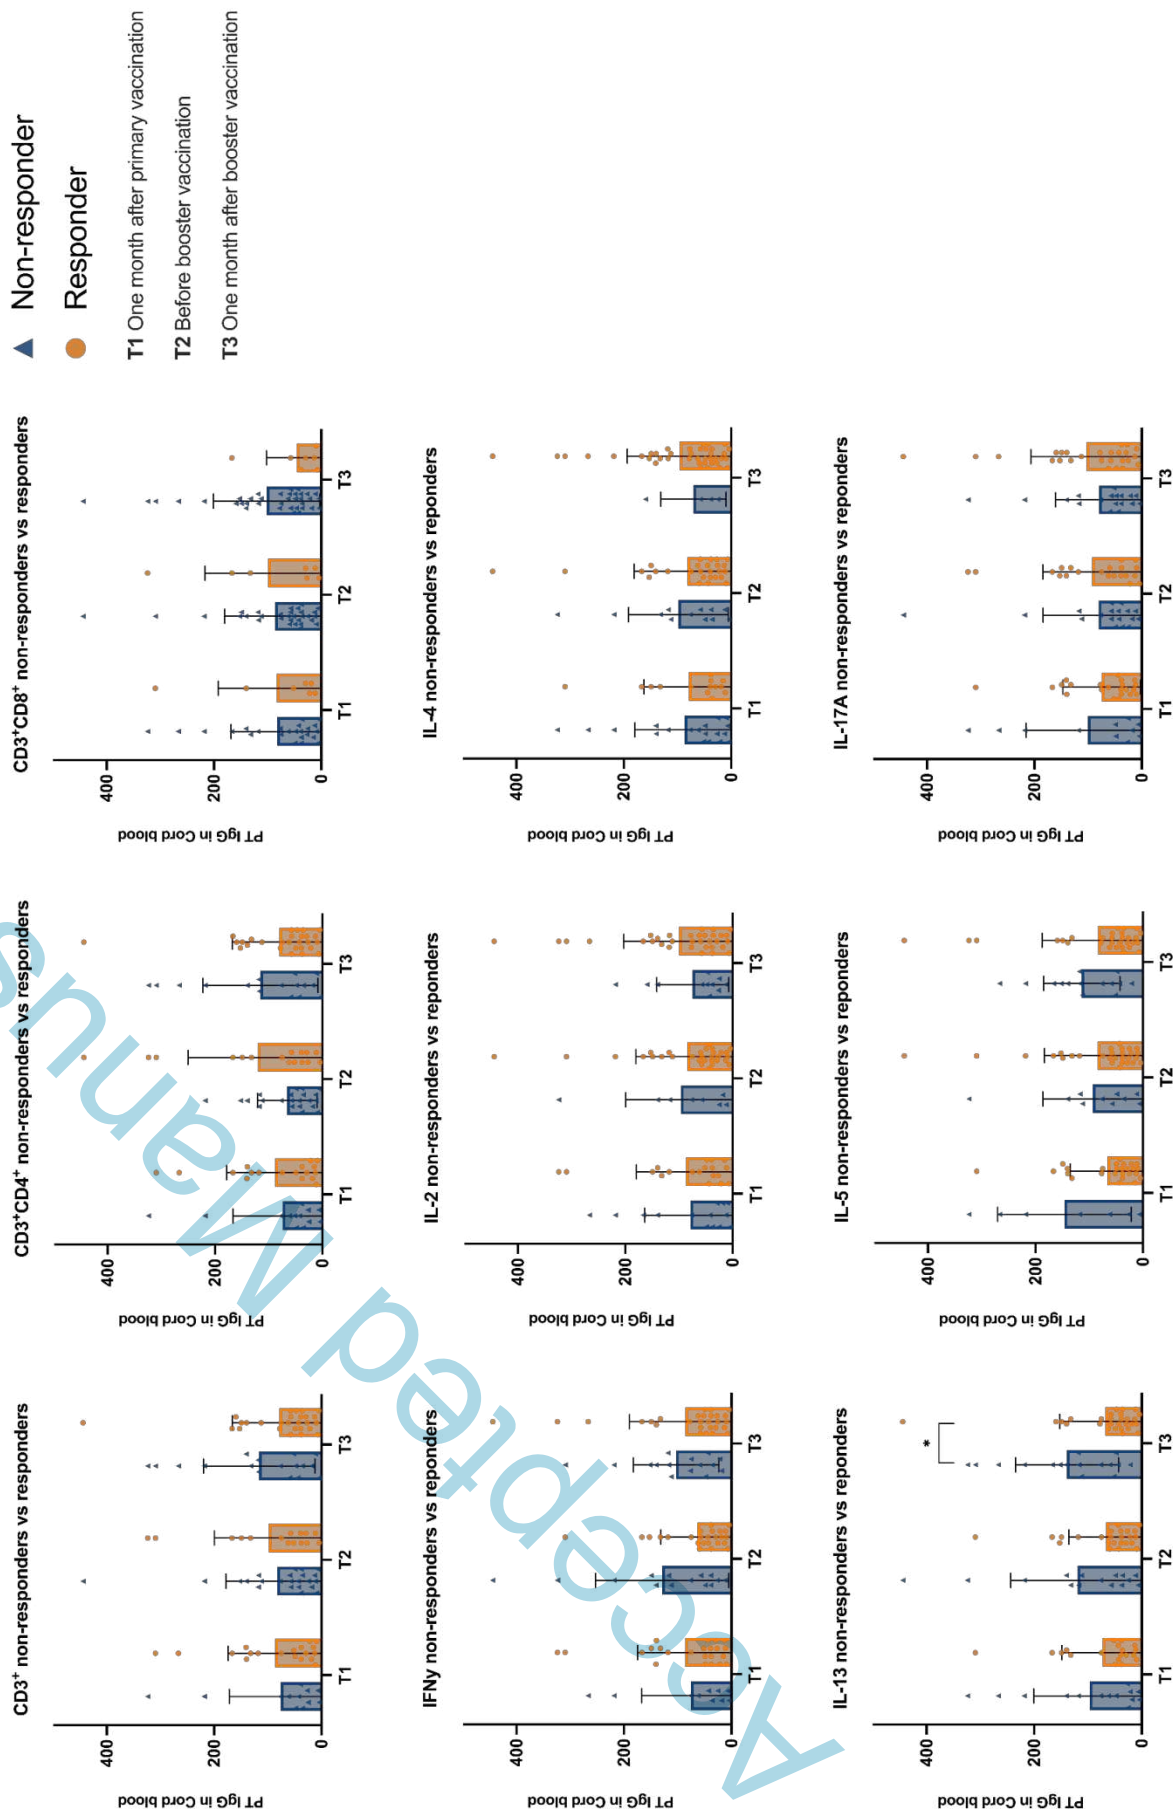 CD3⁺ non-responders vs responders
PT IgG in Cord blood
400
200
0
T1
T2
T3
CD3⁺CD4⁺ non-responders vs responders
PT IgG in Cord blood
400
200
0
T1
T2
T3
CD3⁺CD8⁺ non-responders vs responders
PT IgG in Cord blood
400
200
0
T1
T2
T3
Non-responder
Responder
T1 One month after primary vaccination
T2 Before booster vaccination
T3 One month after booster vaccination
IFNγ non-responders vs reponders
PT IgG in Cord blood
400
200
0
T1
T2
T3
IL-2 non-responders vs reponders
PT IgG in Cord blood
400
200
0
T1
T2
T3
IL-4 non-responders vs reponders
PT IgG in Cord blood
400
200
0
T1
T2
T3
IL-13 non-responders vs reponders
PT IgG in Cord blood
400
200
0
*
T1
T2
T3
IL-5 non-responders vs reponders
PT IgG in Cord blood
400
200
0
T1
T2
T3
IL-17A non-responders vs reponders
PT IgG in Cord blood
400
200
0
T1
T2
T3
Accepted Manus